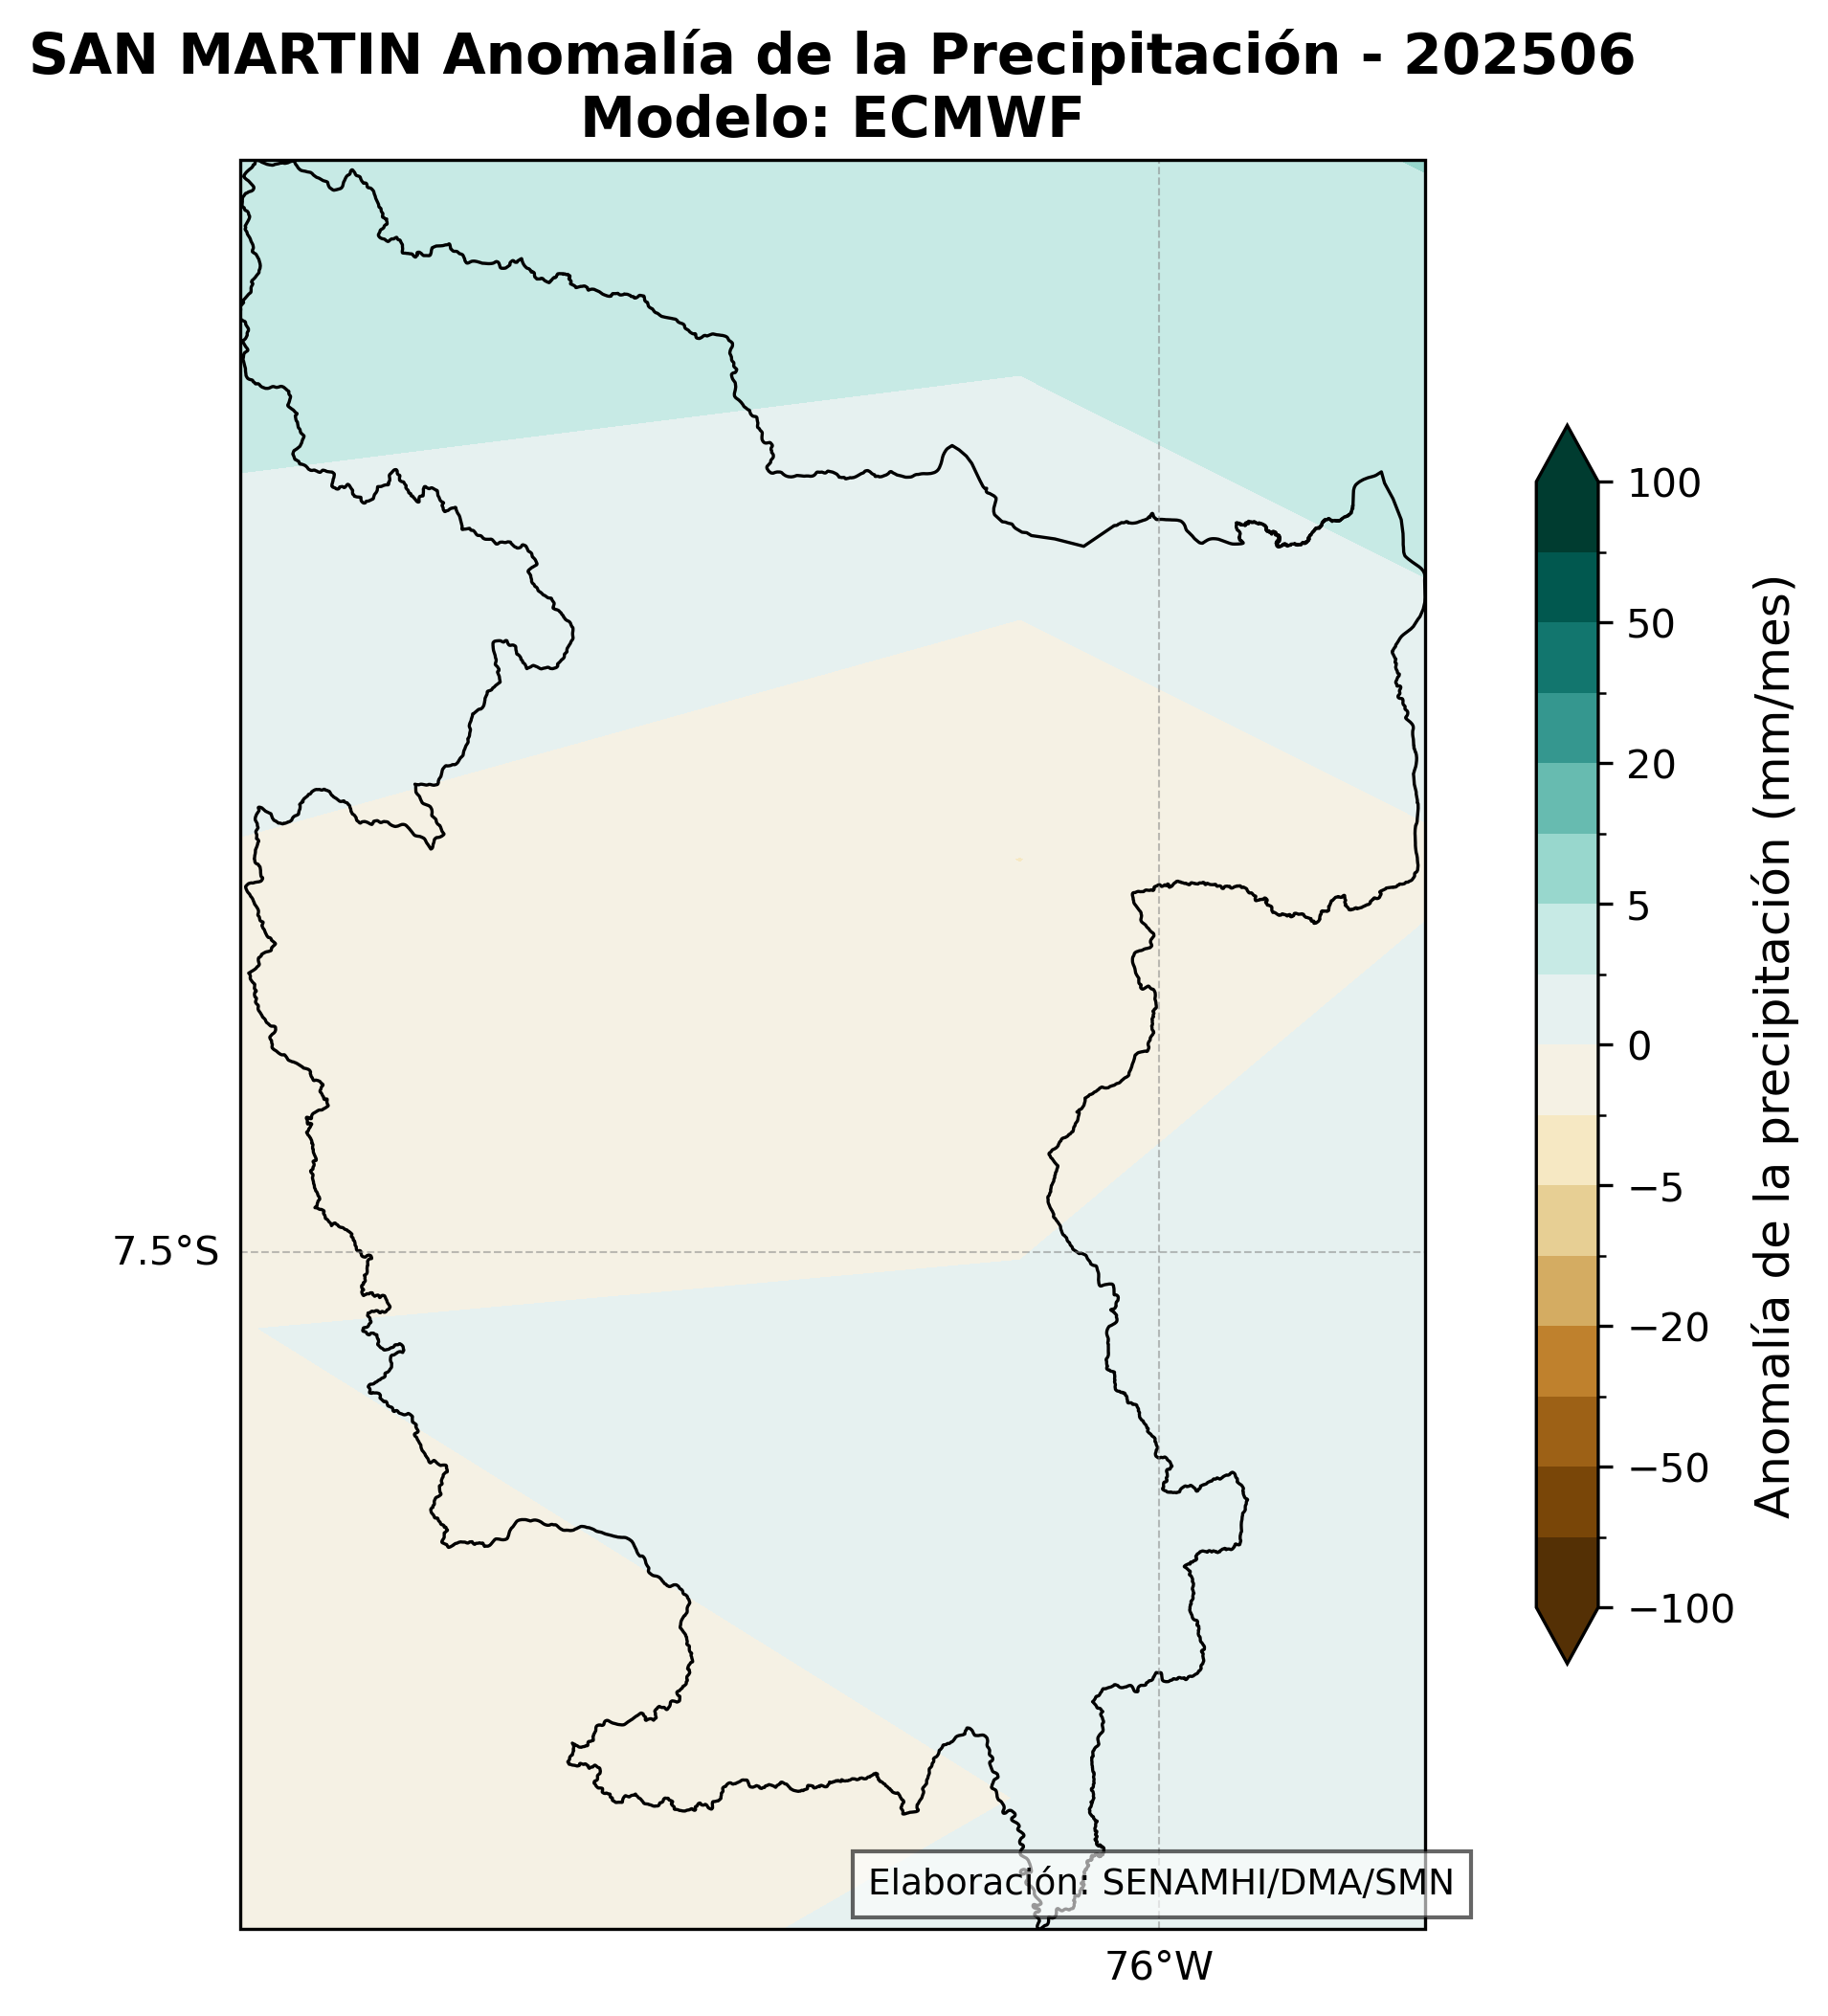 SAN MARTIN Anomalía de la Precipitación - 202506
Modelo: ECMWF
100
50
20
5
0
−5
−20
−50
−100
Anomalía de la precipitación (mm/mes)
7.5°S
Elaboración: SENAMHI/DMA/SMN
76°W